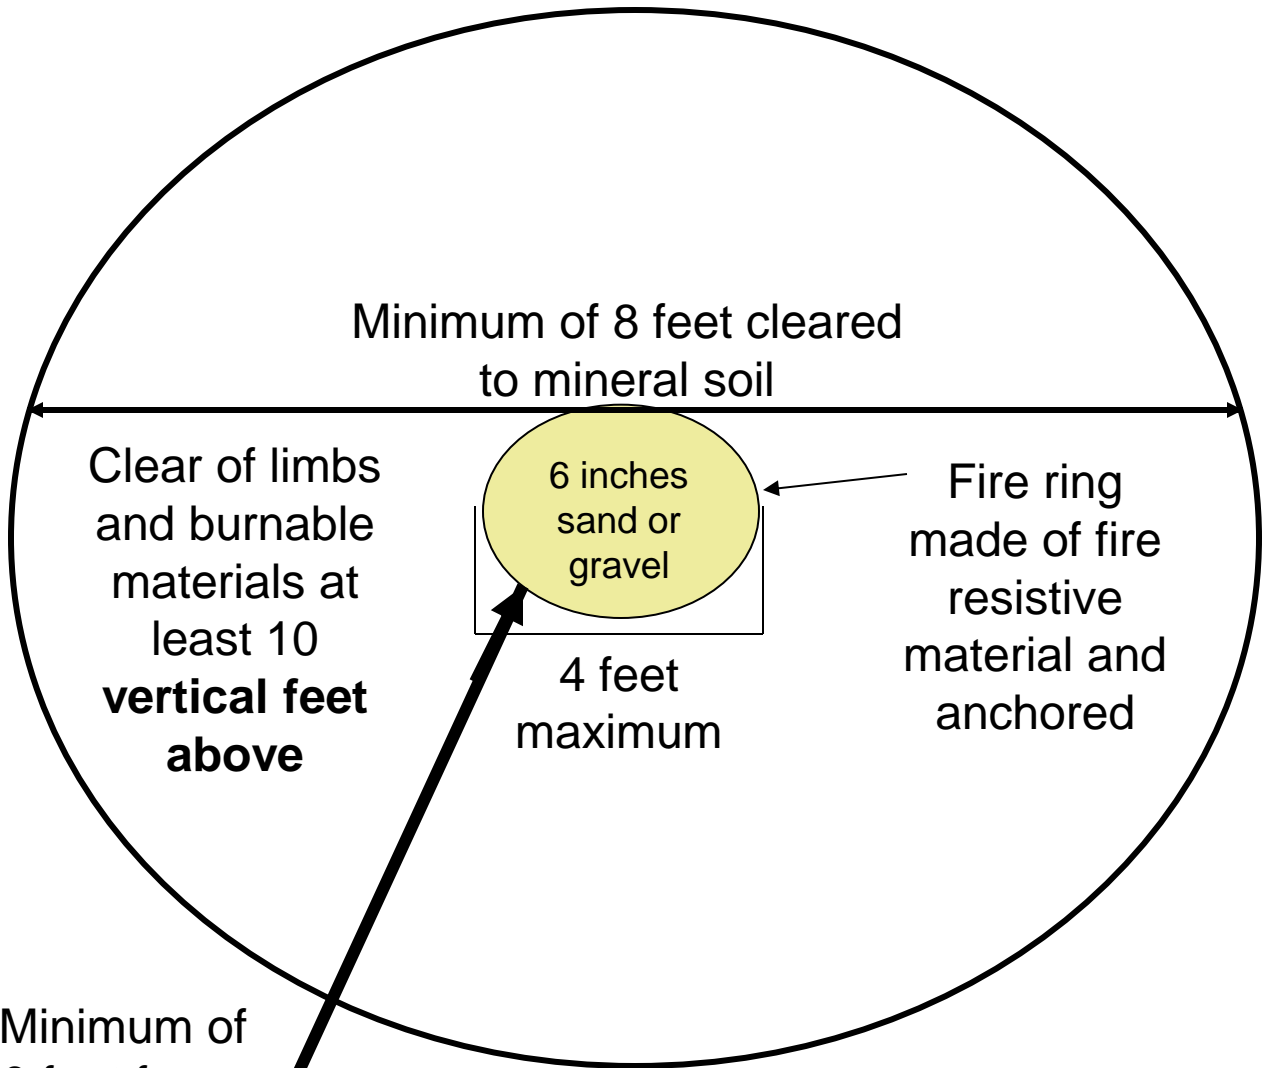 Minimum of 8 feet cleared
to mineral soil
Clear of limbs
and burnable
materials at
least 10
vertical feet
above
6 inches
sand or
gravel
Fire ring
made of fire
resistive
material and
anchored
4 feet
maximum
Minimum of